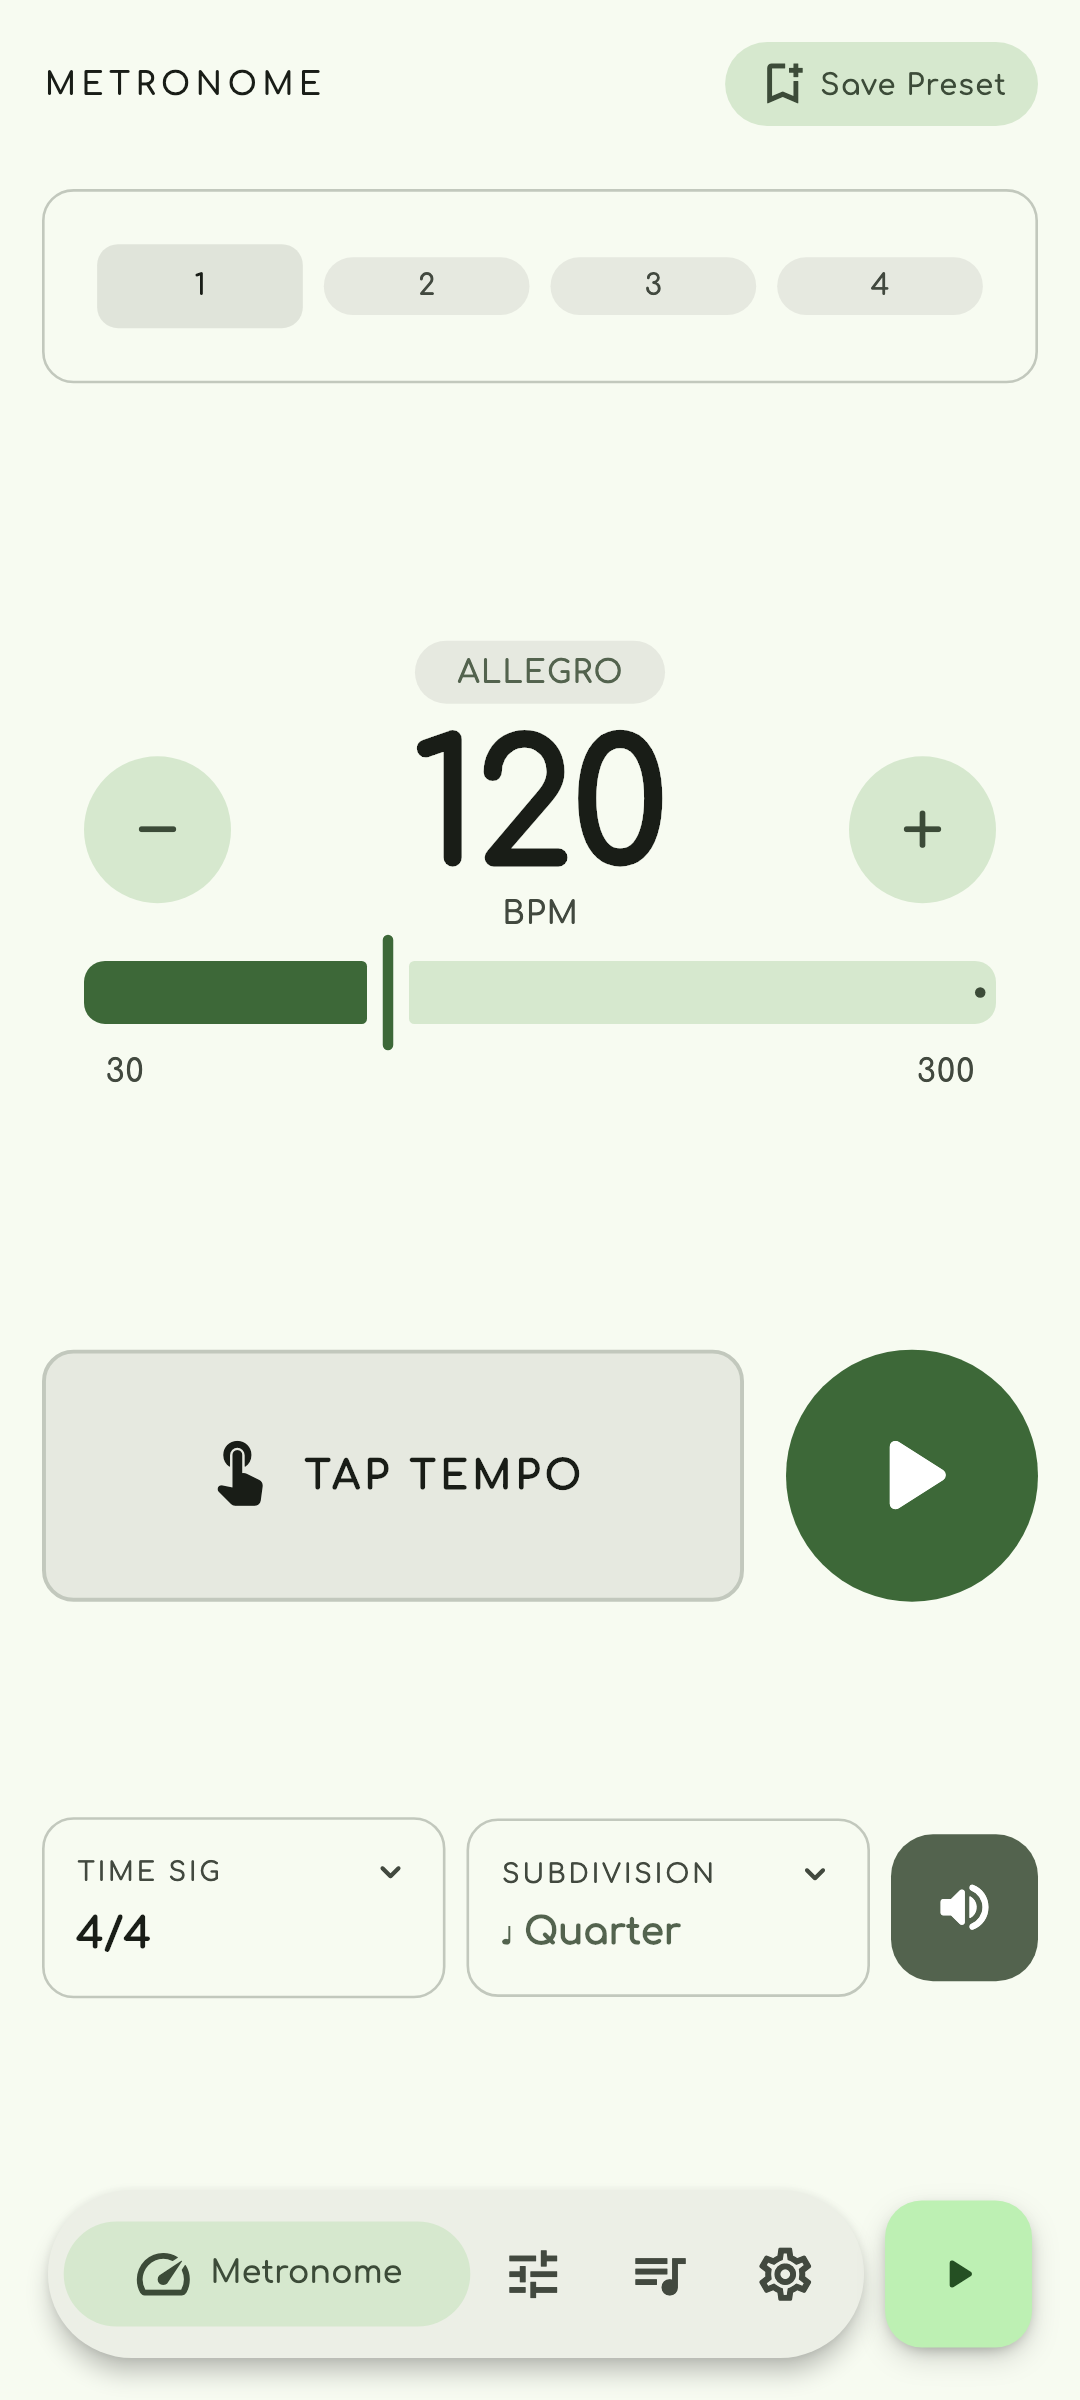 METRONOME
Save Preset
1 2 3 4
ALLEGRO
120
BPM
30 300
TAP TEMPO
TIME SIG
4/4
SUBDIVISION
♩ Quarter
Metronome